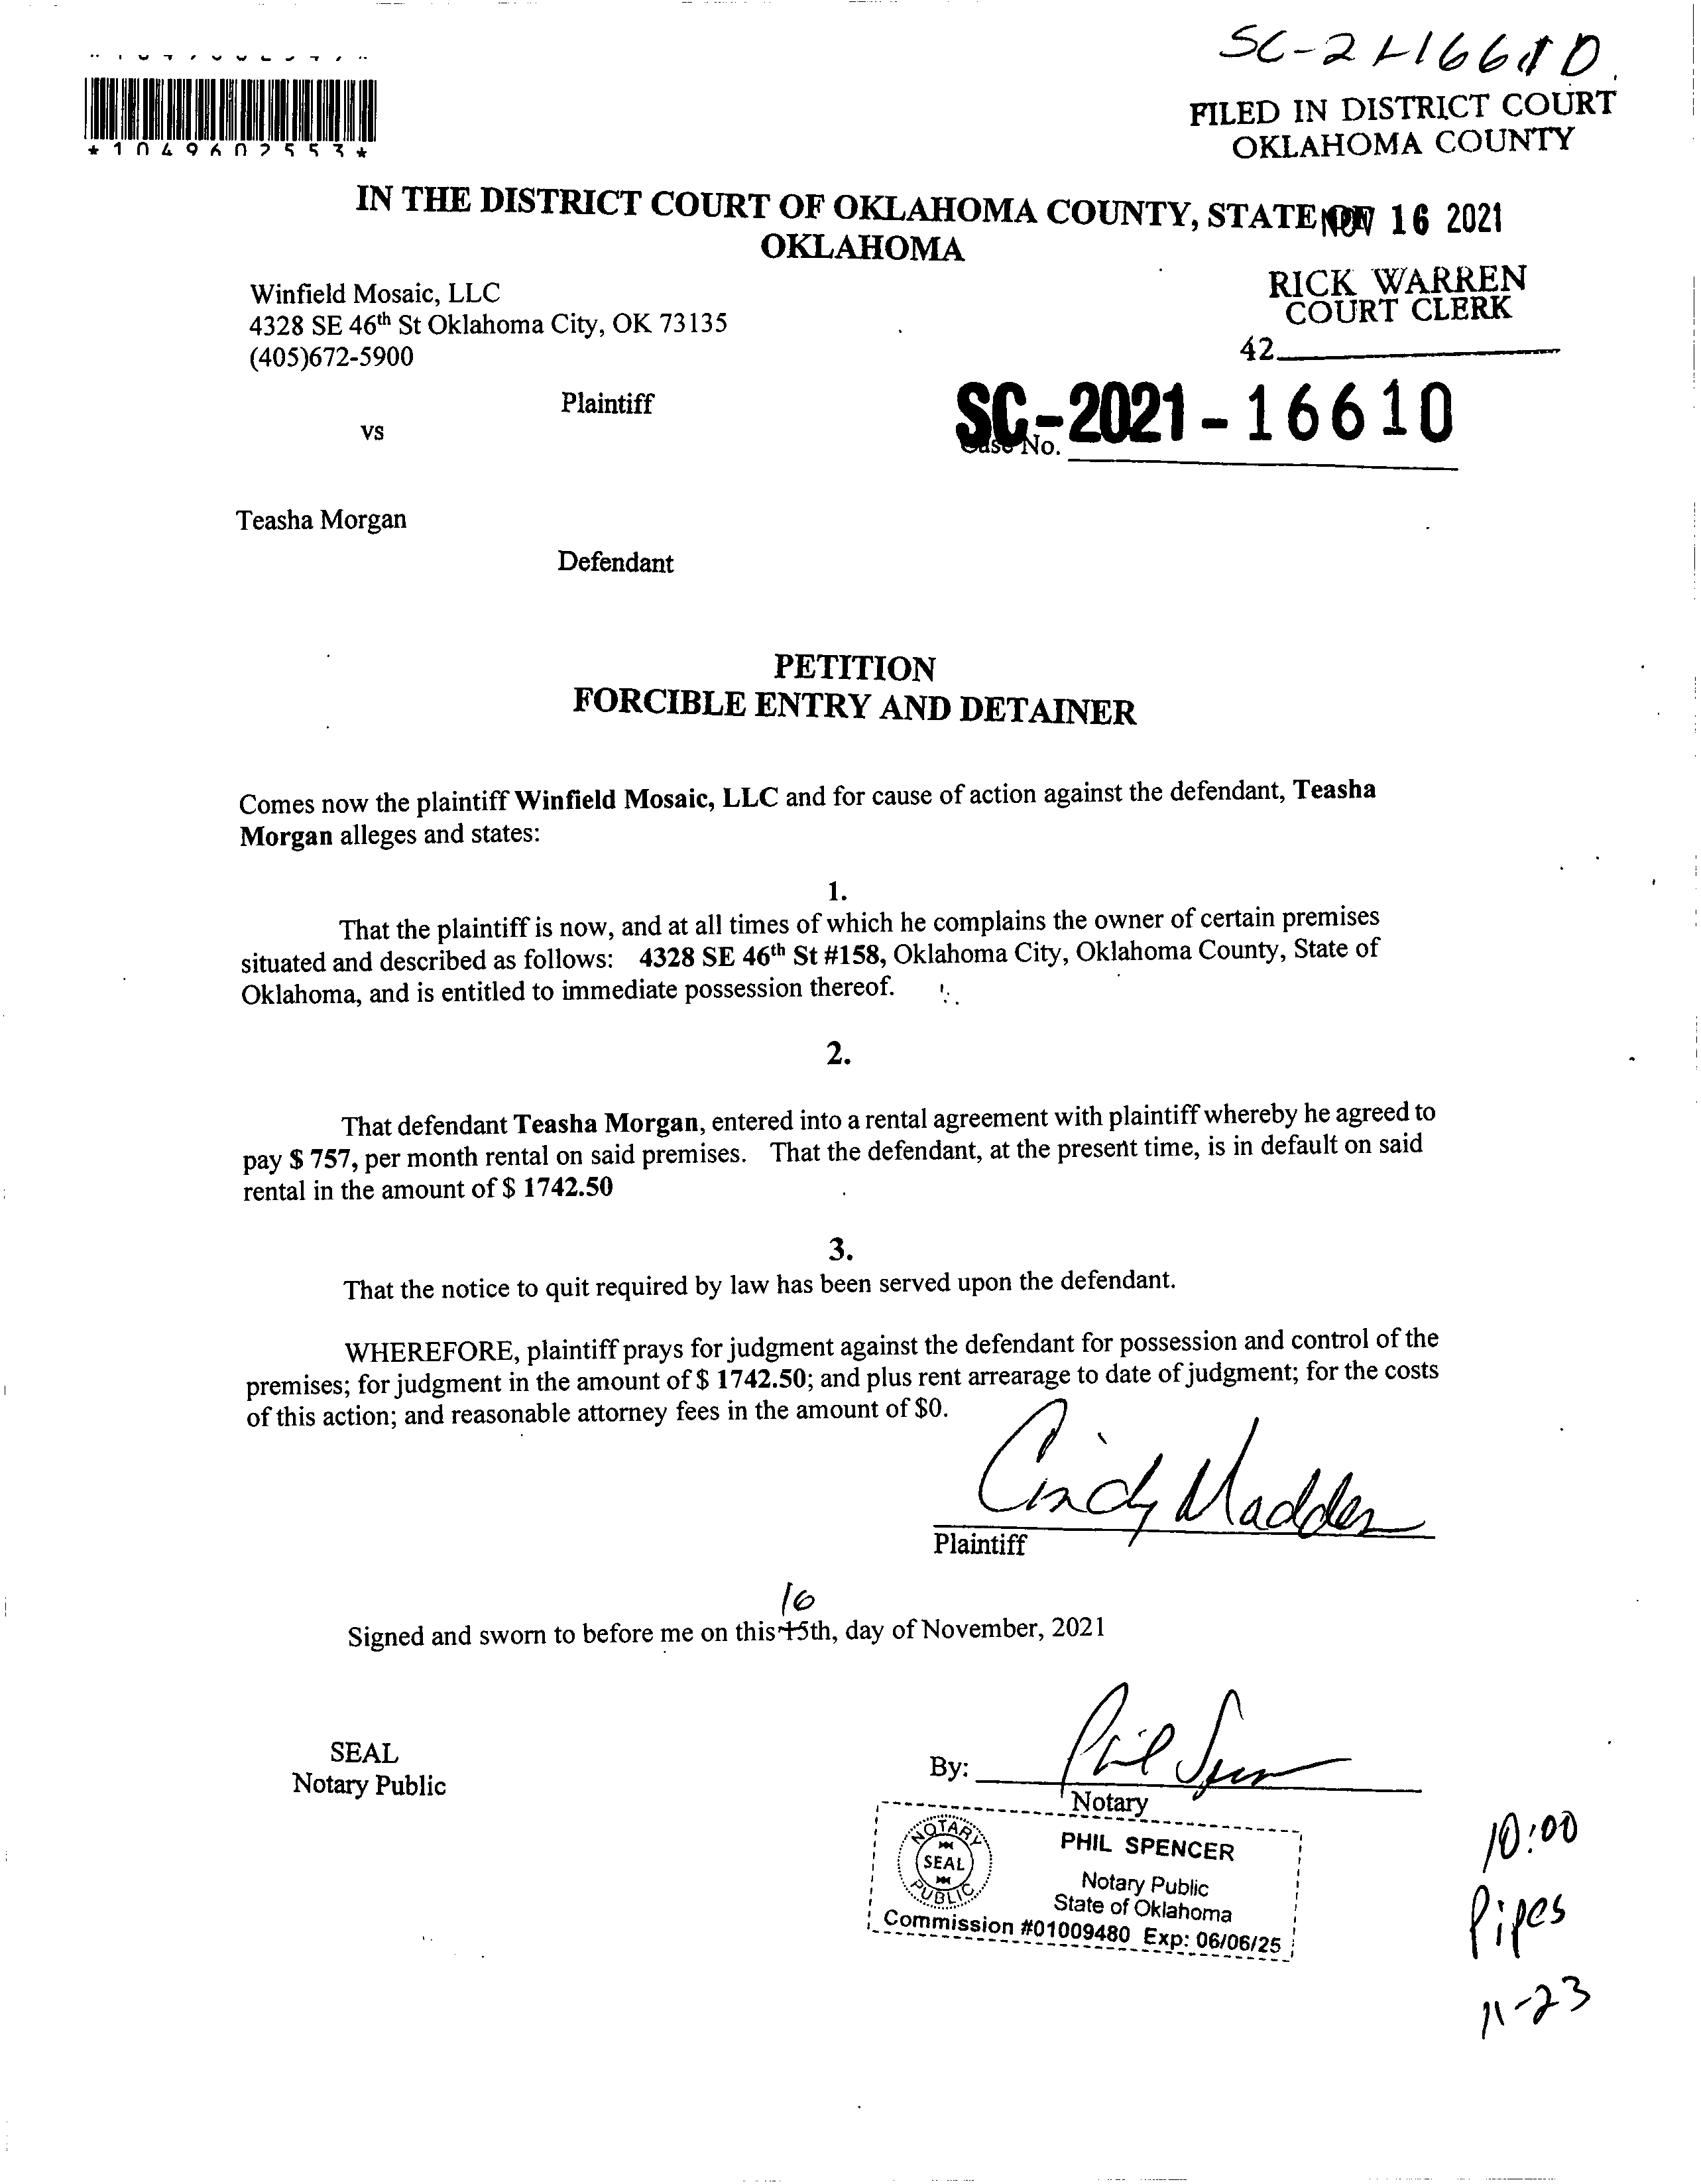 SC-21-16610
FILED IN DISTRICT COURT
OKLAHOMA COUNTY
*1049602553*
IN THE DISTRICT COURT OF OKLAHOMA COUNTY, STATE
NOV 16 2021
OKLAHOMA
Winfield Mosaic, LLC
4328 SE 46th St Oklahoma City, OK 73135
(405)672-5900
RICK WARREN
COURT CLERK
42
Plaintiff
vs
SC-2021-16610
Case No.
Teasha Morgan
Defendant
PETITION
FORCIBLE ENTRY AND DETAINER
Comes now the plaintiff Winfield Mosaic, LLC and for cause of action against the defendant, Teasha
Morgan alleges and states:
1.
That the plaintiff is now, and at all times of which he complains the owner of certain premises
situated and described as follows: 4328 SE 46th St #158, Oklahoma City, Oklahoma County, State of
Oklahoma, and is entitled to immediate possession thereof.
2.
That defendant Teasha Morgan, entered into a rental agreement with plaintiff whereby he agreed to
pay $ 757, per month rental on said premises. That the defendant, at the present time, is in default on said
rental in the amount of $ 1742.50
3.
That the notice to quit required by law has been served upon the defendant.
WHEREFORE, plaintiff prays for judgment against the defendant for possession and control of the
premises; for judgment in the amount of $ 1742.50; and plus rent arrearage to date of judgment; for the costs
of this action; and reasonable attorney fees in the amount of $0.
Cindy Madden
Plaintiff
16
Signed and sworn to before me on this 15th, day of November, 2021
SEAL
Notary Public
By: Phil Spencer
Notary
NOTARY
SEAL
PUBLIC
PHIL SPENCER
Notary Public
State of Oklahoma
Commission #01009480 Exp: 06/06/25
10:00
Pipes
11-23